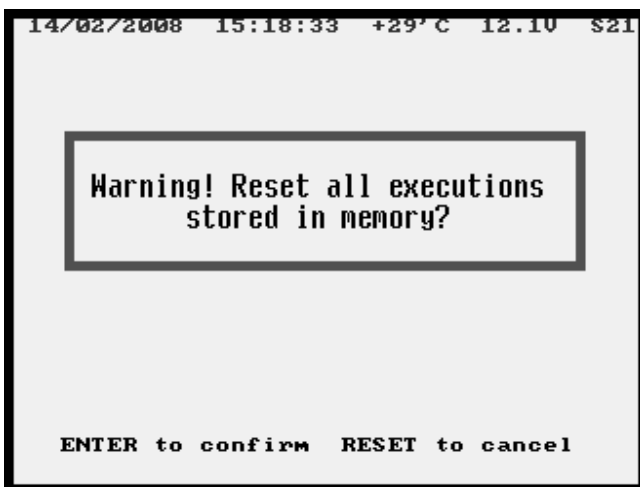 14/02/2008 15:18:33 +29'C 12.1V S21
Warning! Reset all executions
stored in memory?
ENTER to confirm RESET to cancel